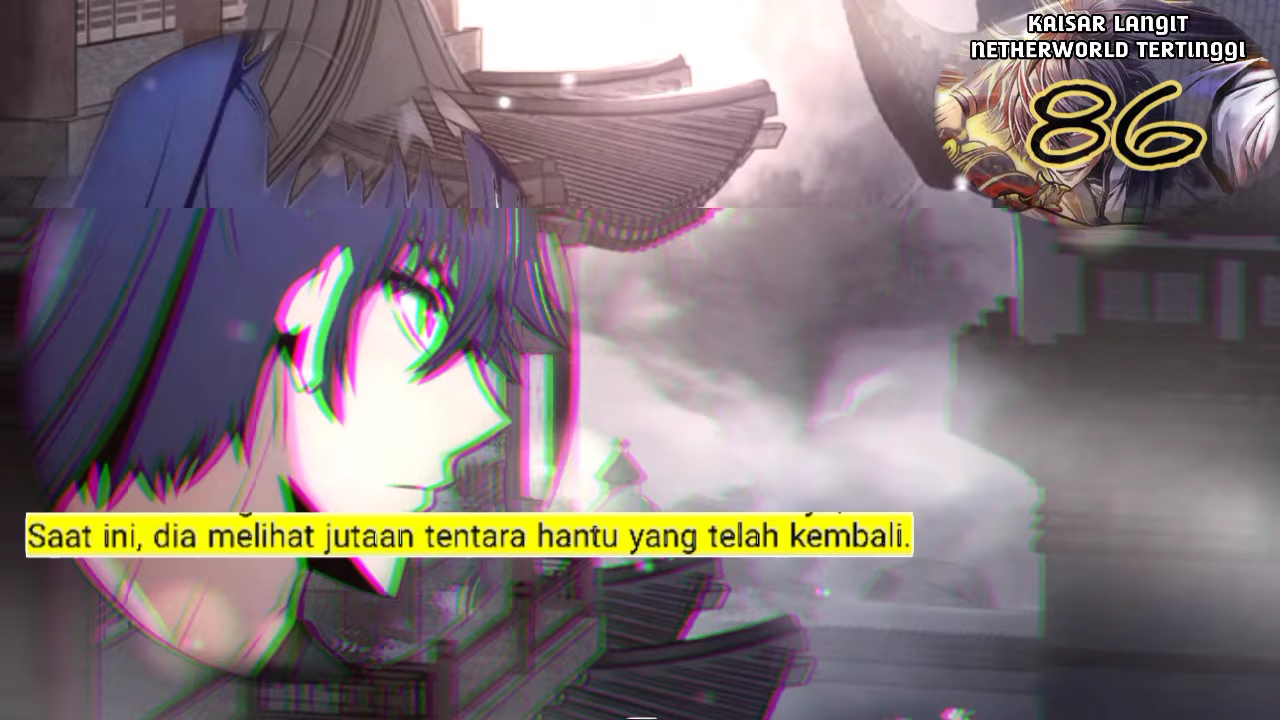 KAISAR LANGIT
NETHERWORLD TERTINGGI
86
Saat ini, dia melihat jutaan tentara hantu yang telah kembali.